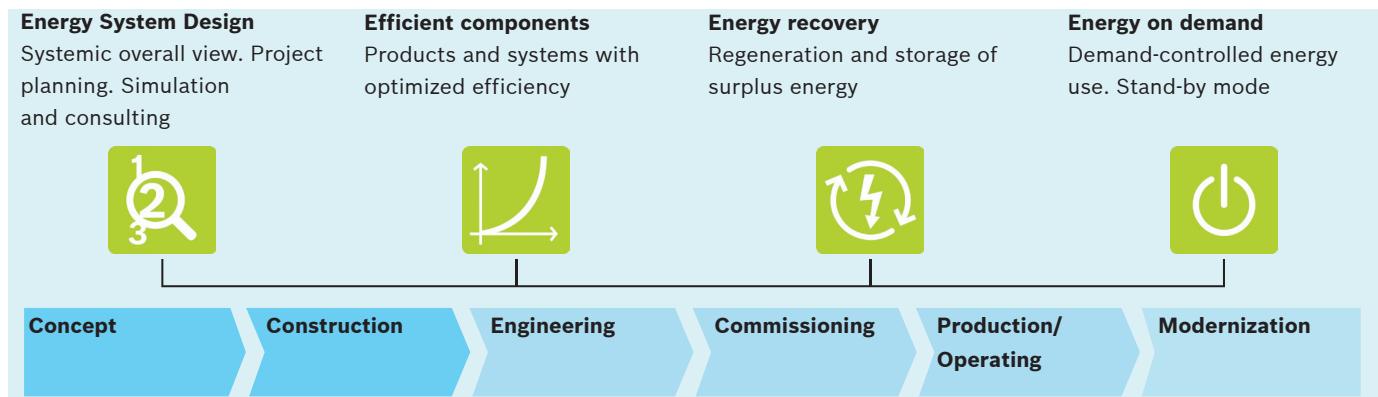 Energy System Design
Systemic overall view. Project
planning. Simulation
and consulting
Efficient components
Products and systems with
optimized efficiency
Energy recovery
Regeneration and storage of
surplus energy
Energy on demand
Demand-controlled energy
use. Stand-by mode
1
2
3
Concept
Construction
Engineering
Commissioning
Production/
Operating
Modernization